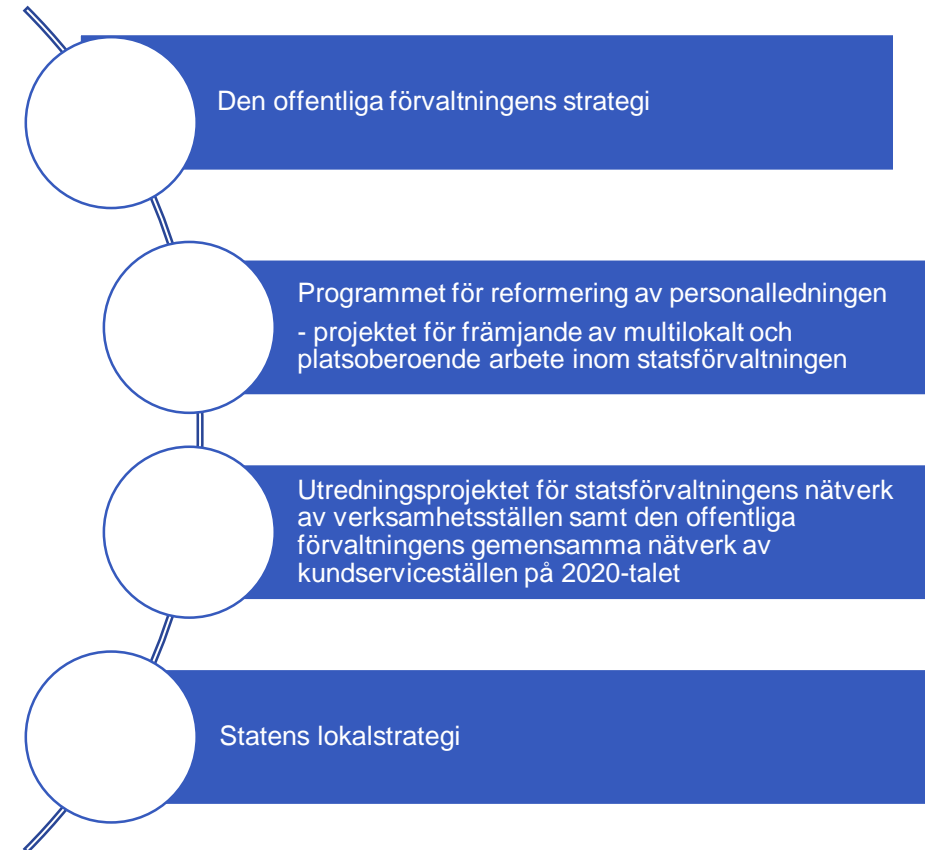 Den offentliga förvaltningens strategi
Programmet för reformering av personalledningen
- projektet för främjande av multilokalt och
platsoberoende arbete inom statsförvaltningen
Utredningsprojektet för statsförvaltningens nätverk
av verksamhetsställen samt den offentliga
förvaltningens gemensamma nätverk av
kundserviceställen på 2020-talet
Statens lokalstrategi